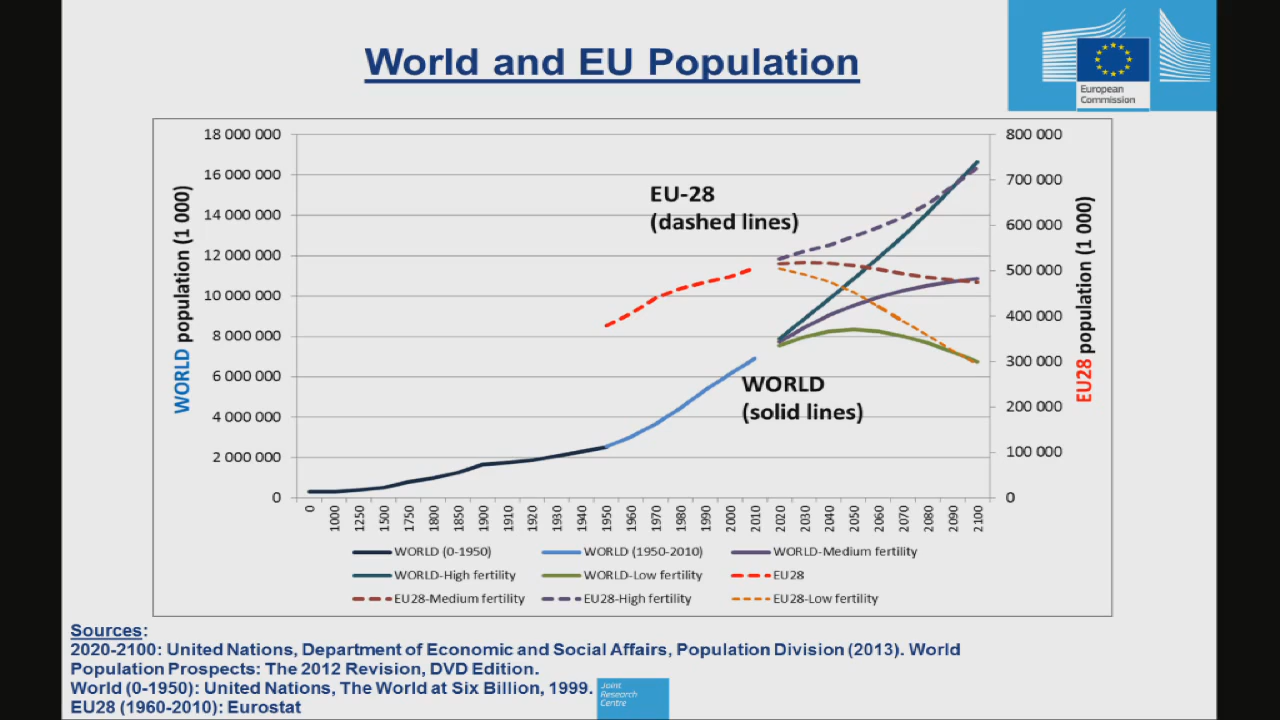 World and EU Population
European
Commission
18 000 000
16 000 000
14 000 000
12 000 000
10 000 000
8 000 000
6 000 000
4 000 000
2 000 000
0
WORLD population (1 000)
EU-28
(dashed lines)
WORLD
(solid lines)
800 000
700 000
600 000
500 000
400 000
300 000
200 000
100 000
0
EU28 population (1 000)
0 1000 1250 1500 1750 1800 1850 1900 1910 1920 1930 1940 1950 1960 1970 1980 1990 2000 2010 2020 2030 2040 2050 2060 2070 2080 2090 2100
WORLD (0-1950) WORLD (1950-2010) WORLD-Medium fertility
WORLD-High fertility WORLD-Low fertility EU28
EU28-Medium fertility EU28-High fertility EU28-Low fertility
Sources:
2020-2100: United Nations, Department of Economic and Social Affairs, Population Division (2013). World
Population Prospects: The 2012 Revision, DVD Edition.
World (0-1950): United Nations, The World at Six Billion, 1999.
EU28 (1960-2010): Eurostat
Joint
Research
Centre